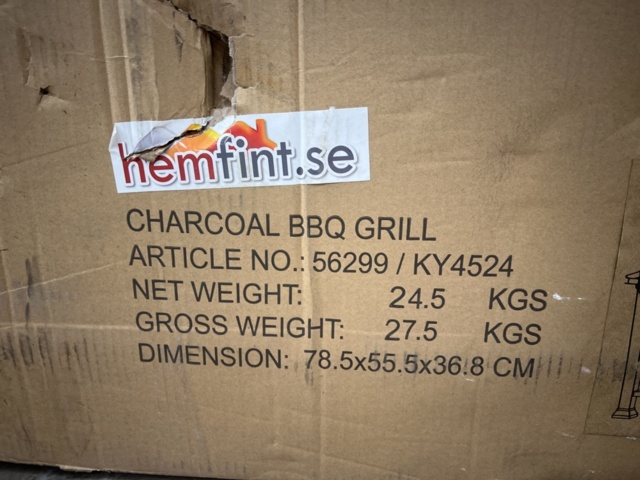 hemfint.se
CHARCOAL BBQ GRILL
ARTICLE NO.: 56299 / KY4524
NET WEIGHT: 24.5 KGS
GROSS WEIGHT: 27.5 KGS
DIMENSION: 78.5x55.5x36.8 CM